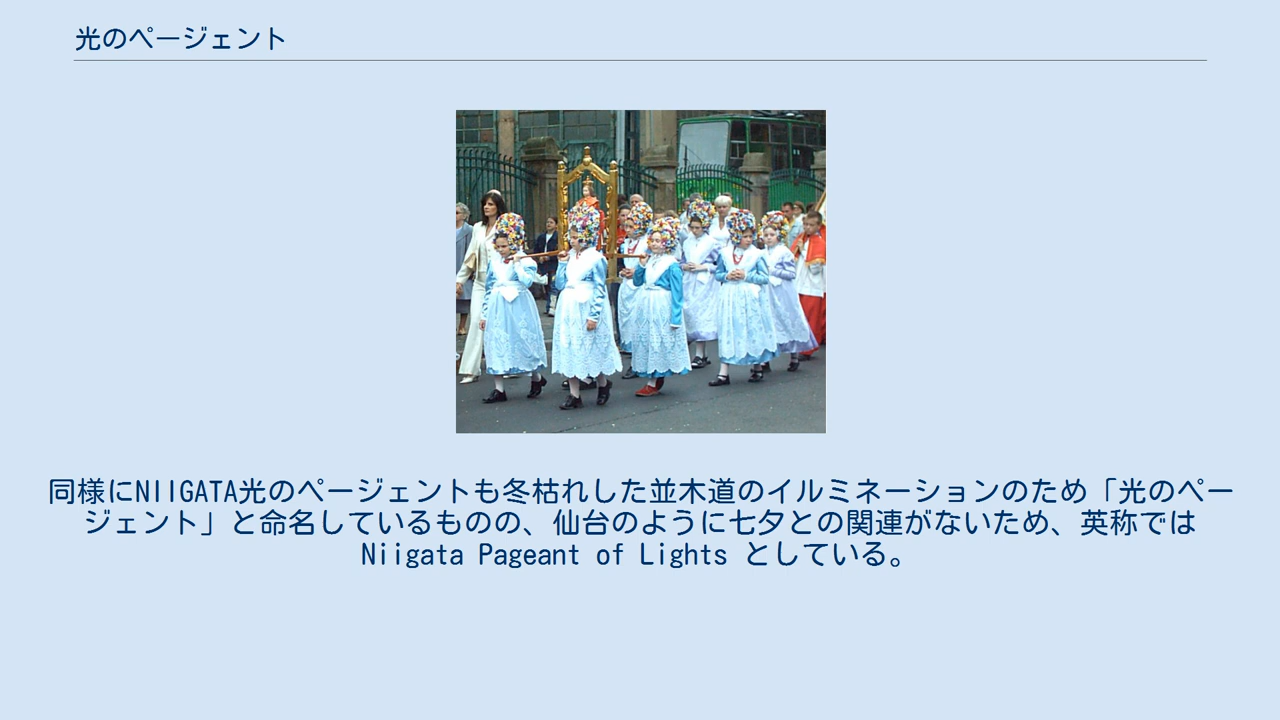 光のページェント
同様にNIIGATA光のページェントも冬枯れした並木道のイルミネーションのため「光のペー
ジェント」と命名しているものの、仙台のように七夕との関連がないため、英称では
Niigata Pageant of Lights としている。